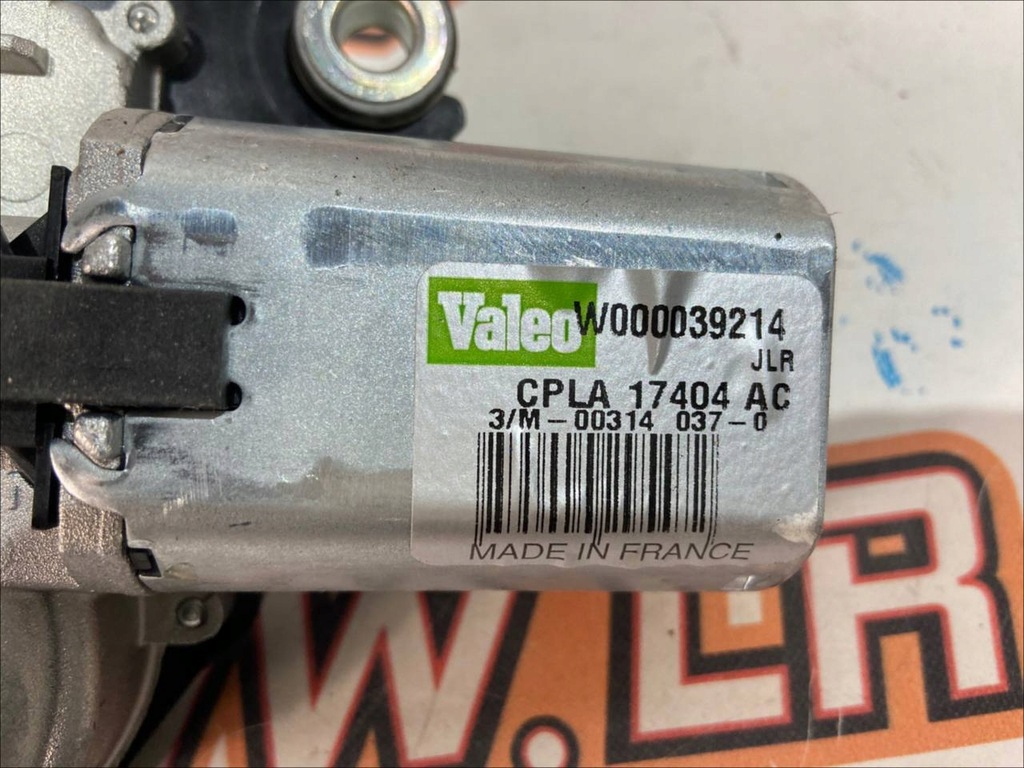 Valeo W000039214
JLR
CPLA 17404 AC
3/M-00314 037-0
MADE IN FRANCE
W.LR